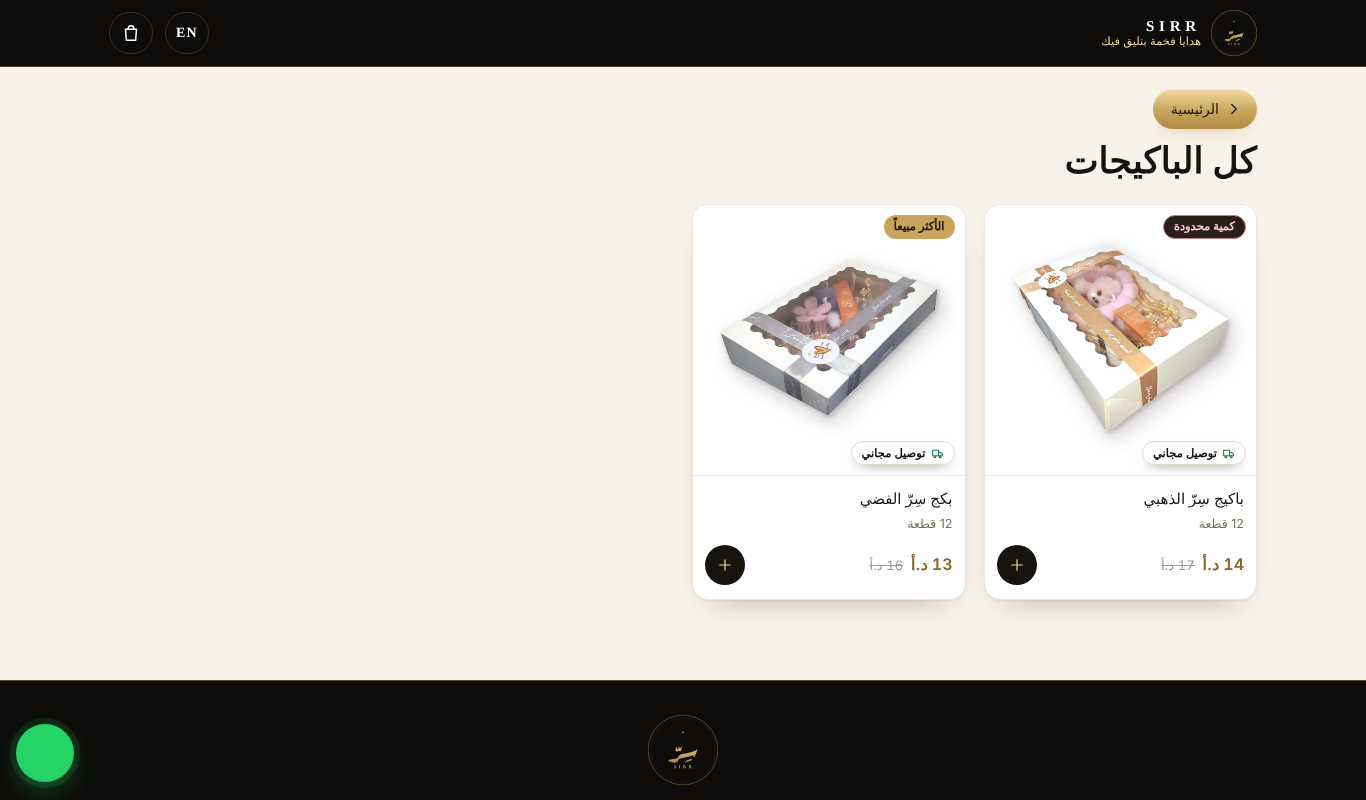 SIRR
هدايا فخمة بتليق فيك
EN
الرئيسية
كل الباكيجات
كمية محدودة
توصيل مجاني
باكيج سِرّ الذهبي
12 قطعة
14 د.أ 17 د.أ
الأكثر مبيعاً
توصيل مجاني
بكج سِرّ الفضي
12 قطعة
13 د.أ 16 د.أ
سِرّ
SIRR